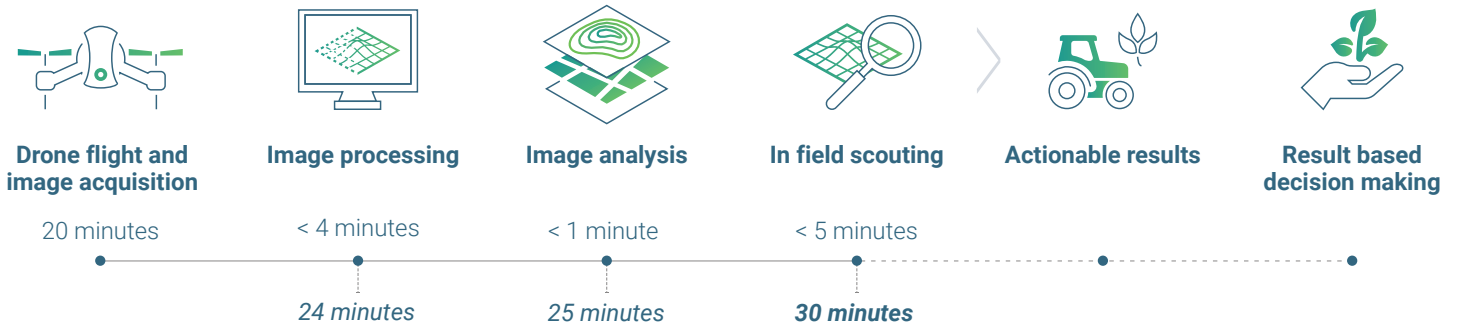 Drone flight and
image acquisition
Image processing
Image analysis
In field scouting
Actionable results
Result based
decision making
20 minutes
< 4 minutes
< 1 minute
< 5 minutes
24 minutes
25 minutes
30 minutes